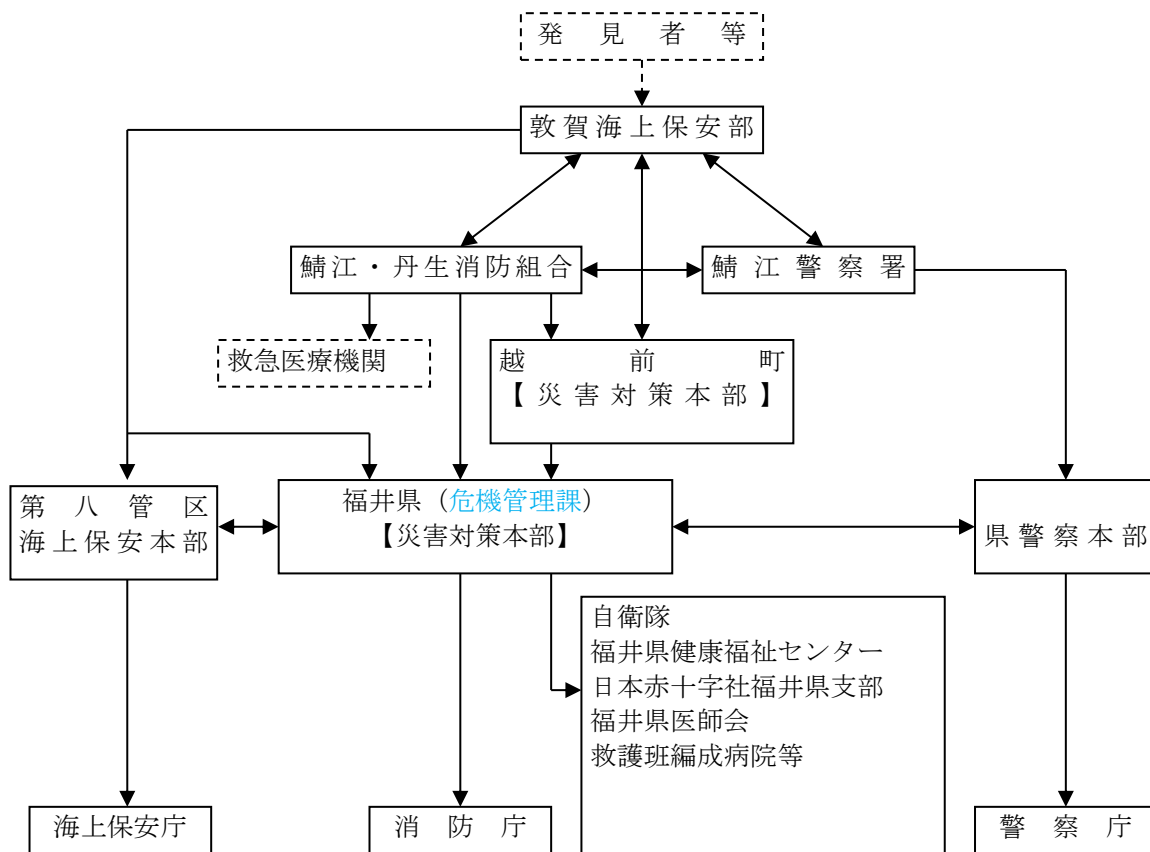 発見者等
敦賀海上保安部
鯖江・丹生消防組合
鯖江警察署
救急医療機関
越前町
【災害対策本部】
第八管区
海上保安本部
福井県（危機管理課）
【災害対策本部】
県警察本部
自衛隊
福井県健康福祉センター
日本赤十字社福井県支部
福井県医師会
救護班編成病院等
海上保安庁
消防庁
警察庁